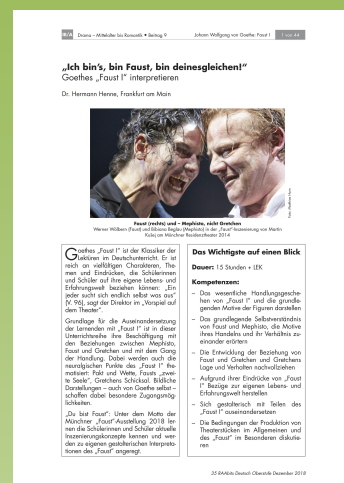 Drama – Mittelalter bis Romantik • Beitrag 9
Johann Wolfgang von Goethe: Faust I
1 von 44
„Ich bin’s, bin Faust, bin deinesgleichen!“
Goethes „Faust I“ interpretieren
Dr. Hermann Henne, Frankfurt am Main
Faust (rechts) und – Mephisto, nicht Gretchen
Werner Wölbern (Faust) und Bibiana Beglau (Mephisto) in der „Faust“-Inszenierung von Martin
Kušej am Münchner Residenztheater 2014
Goethes „Faust I“ ist der Klassiker der
Lektüren im Deutschunterricht. Er ist
reich an vielfältigen Charakteren, The-
men und Eindrücken, die Schülerinnen
und Schüler auf ihre eigene Lebens- und
Erfahrungswelt beziehen können: „Ein
jeder sucht sich endlich selbst was aus“
(V. 96), sagt der Direktor im „Vorspiel auf
dem Theater“.
Grundlage für die Auseinandersetzung
der Lernenden mit „Faust I“ ist in dieser
Unterrichtsreihe ihre Beschäftigung mit
den Beziehungen zwischen Mephisto,
Faust und Gretchen und mit dem Gang
der Handlung. Dabei werden auch die
neuralgischen Punkte des „Faust I“ the-
matisiert: Pakt und Wette, Fausts „zwei-
te Seele“, Gretchens Schicksal. Bildliche
Darstellungen – auch von Goethe selbst –
schaffen dabei besondere Zugangsmög-
lichkeiten.
„Du bist Faust“: Unter dem Motto der
Münchner „Faust“-Ausstellung 2018 ler-
nen die Schülerinnen und Schüler aktuelle
Inszenierungskonzepte kennen und wer-
den zu eigenen gestalterischen Interpreta-
tionen des „Faust“ angeregt.
Das Wichtigste auf einen Blick
Dauer: 15 Stunden + LEK
Kompetenzen:
– Das wesentliche Handlungsgesche-
hen von „Faust I“ und die grundle-
genden Motive der Figuren darstellen
– Das grundlegende Selbstverständnis
von Faust und Mephisto, die Motive
ihres Handelns und ihr Verhältnis zu-
einander erörtern
– Die Entwicklung der Beziehung von
Faust und Gretchen und Gretchens
Lage und Verhalten nachvollziehen
– Aufgrund ihrer Eindrücke von „Faust
I“ Bezüge zur eigenen Lebens- und
Erfahrungswelt herstellen
– Sich gestalterisch mit Teilen des
„Faust I“ auseinandersetzen
– Die Bedingungen der Produktion von
Theaterstücken im Allgemeinen und
des „Faust“ im Besonderen diskutie-
ren
35 RAAbits Deutsch Oberstufe Dezember 2018